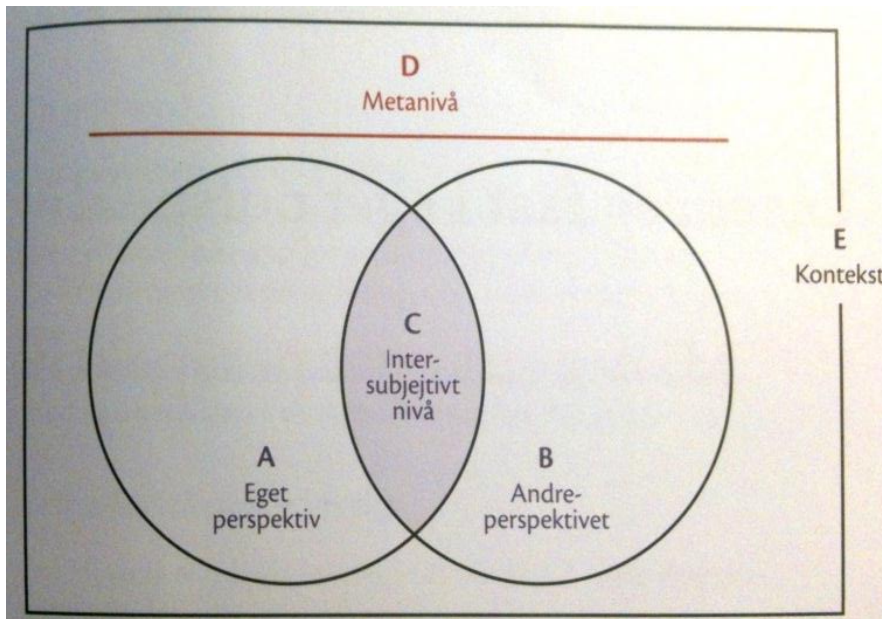 D
Metanivå
E
Kontekst
C
Inter-
subjejtivt
nivå
A
Eget
perspektiv
B
Andre-
perspektivet